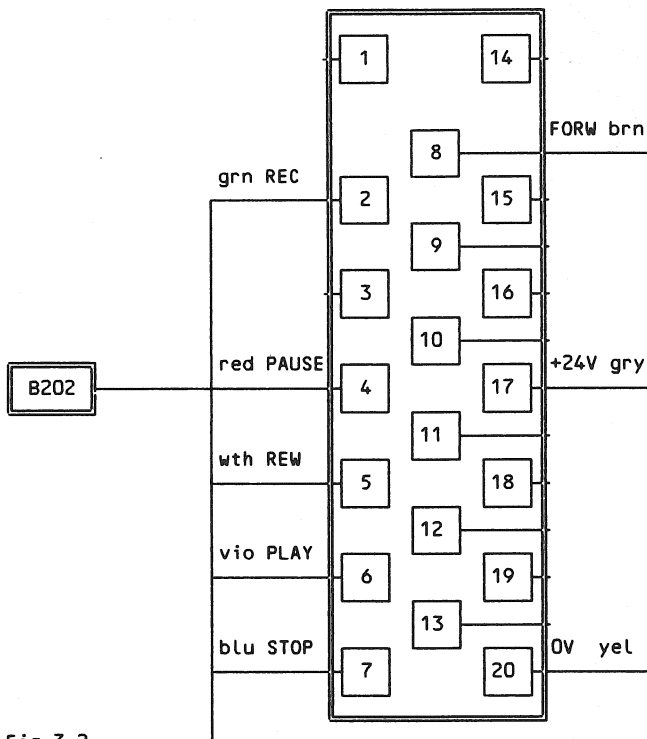 1 14
FORW brn
8
grn REC
2 15
9
3 16
10
red PAUSE +24V gry
B202 4 17
11
wth REW
5 18
12
vio PLAY
6 19
13
blu STOP 0V yel
7 20